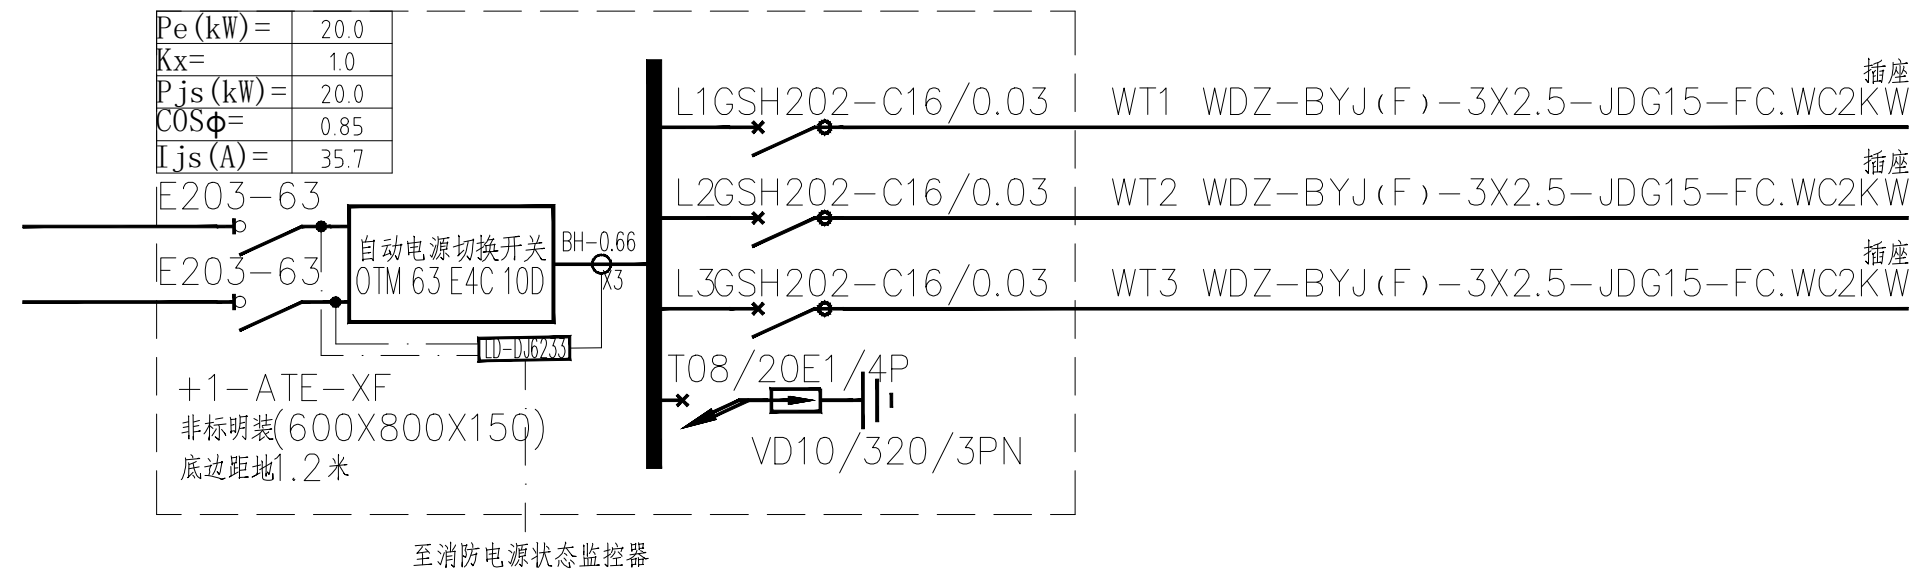 Pe(kW)= 20.0
Kx= 1.0
Pjs(kW)= 20.0
COSφ= 0.85
Ijs(A)= 35.7
插座
L1GSH202-C16/0.03 WT1 WDZ-BYJ(F)-3X2.5-JDG15-FC.WC2KW
插座
E203-63
L2GSH202-C16/0.03 WT2 WDZ-BYJ(F)-3X2.5-JDG15-FC.WC2KW
自动电源切换开关
OTM 63 E4C 10D
BH-0.66
X3
插座
E203-63
L3GSH202-C16/0.03 WT3 WDZ-BYJ(F)-3X2.5-JDG15-FC.WC2KW
LD-DJ6233
T08/20E1/4P
+1-ATE-XF
非标明装(600X800X150)
底边距地1.2米
VD10/320/3PN
至消防电源状态监控器